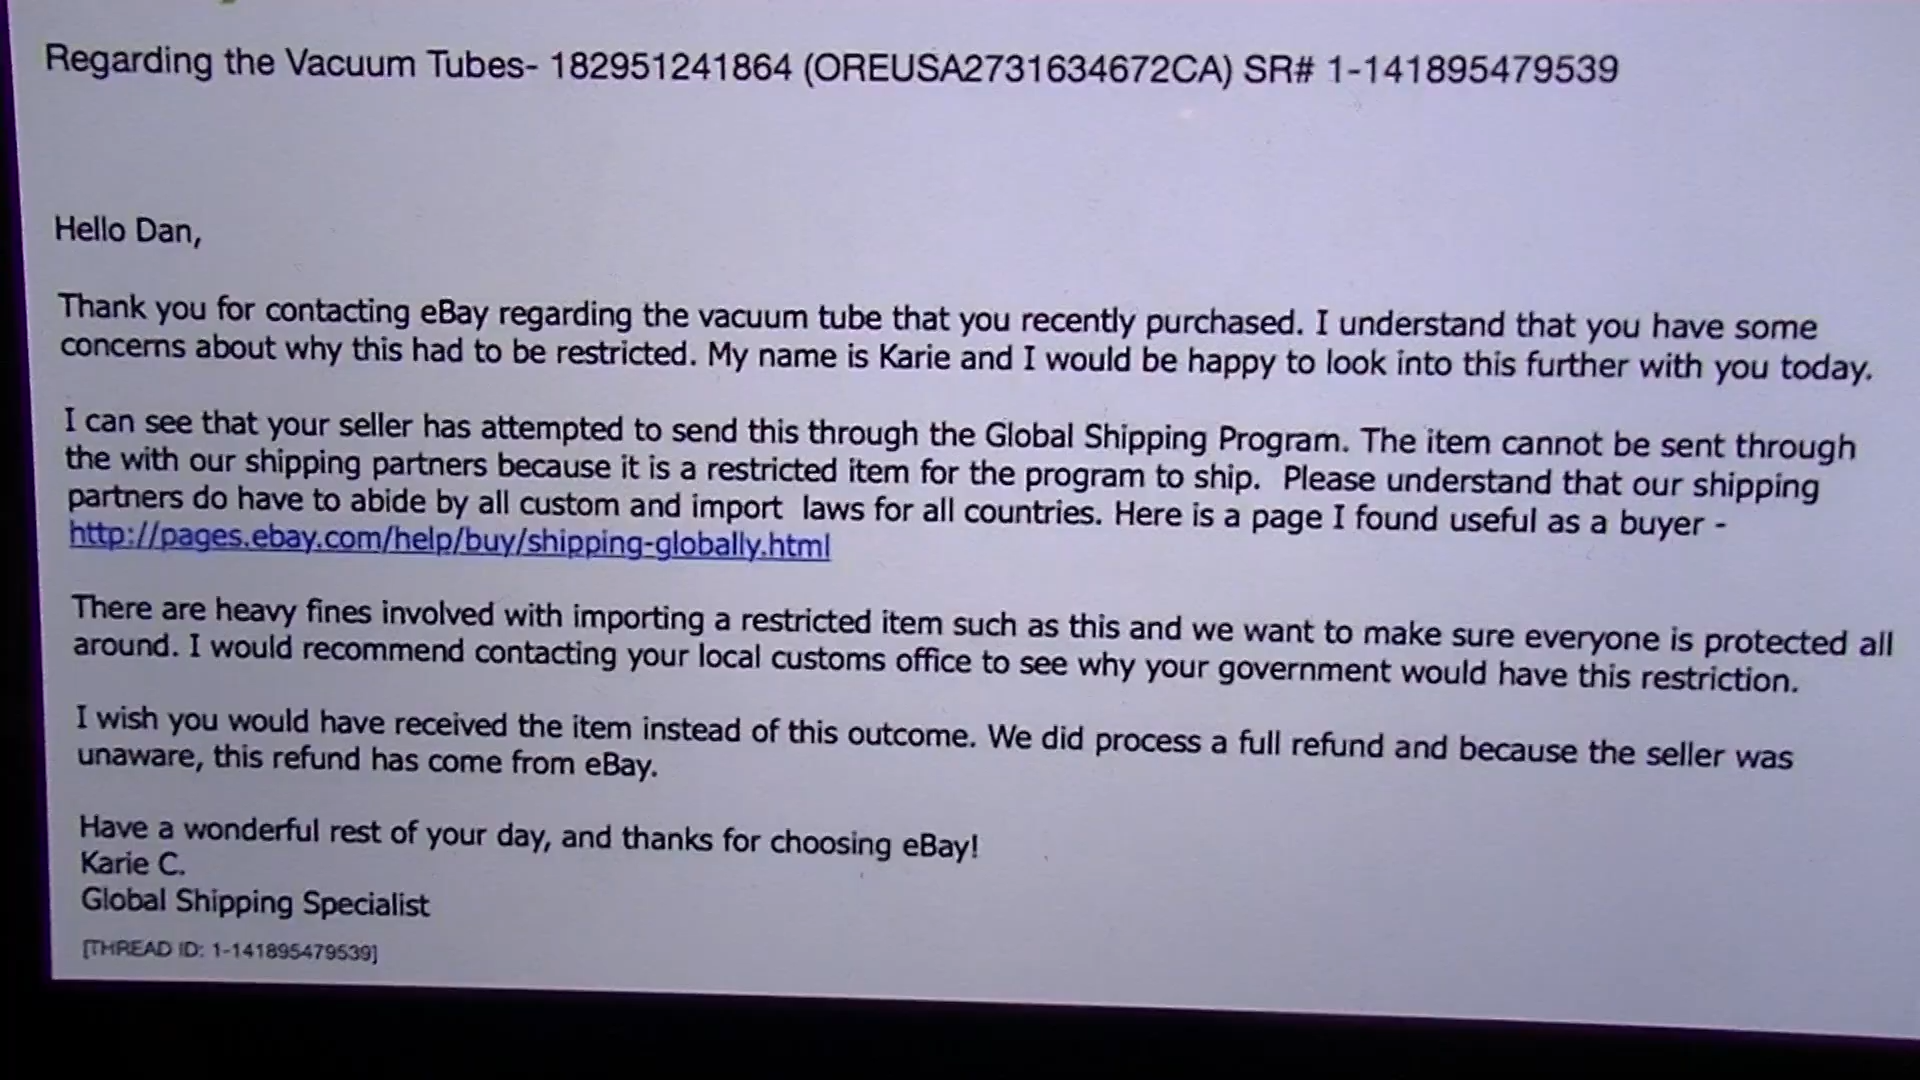 Regarding the Vacuum Tubes- 182951241864 (OREUSA2731634672CA) SR# 1-141895479539
Hello Dan,
Thank you for contacting eBay regarding the vacuum tube that you recently purchased. I understand that you have some
concerns about why this had to be restricted. My name is Karie and I would be happy to look into this further with you today.
I can see that your seller has attempted to send this through the Global Shipping Program. The item cannot be sent through
the with our shipping partners because it is a restricted item for the program to ship. Please understand that our shipping
partners do have to abide by all custom and import laws for all countries. Here is a page I found useful as a buyer -
http://pages.ebay.com/help/buy/shipping-globally.html
There are heavy fines involved with importing a restricted item such as this and we want to make sure everyone is protected all
around. I would recommend contacting your local customs office to see why your government would have this restriction.
I wish you would have received the item instead of this outcome. We did process a full refund and because the seller was
unaware, this refund has come from eBay.
Have a wonderful rest of your day, and thanks for choosing eBay!
Karie C.
Global Shipping Specialist
[THREAD ID: 1-141895479539]